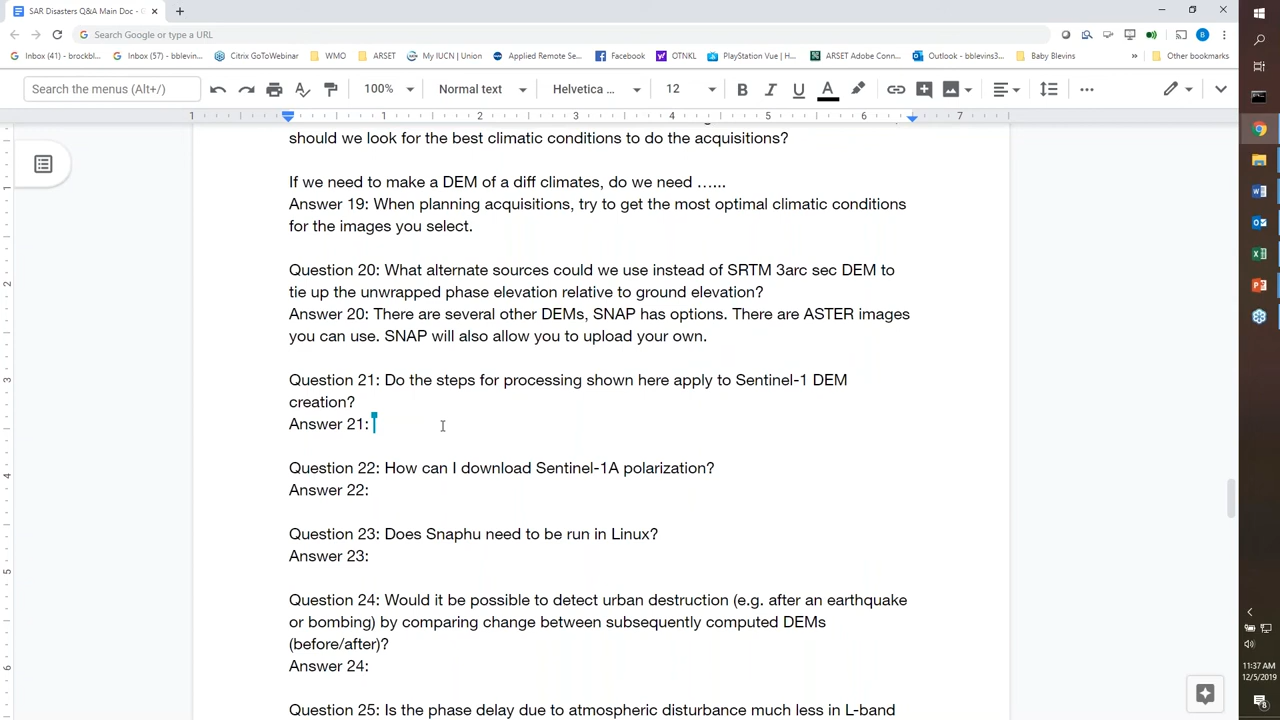 SAR Disasters Q&A Main Doc - G
Search Google or type a URL
Inbox (41) - brockbl...
Inbox (57) - bblevins...
Citrix GoToWebinar
WMO
ARSET
My IUCN | Union
Applied Remote Se...
Facebook
OTNKL
PlayStation Vue | H...
ARSET Adobe Conn...
Outlook - bblevins3...
Baby Blevins
»
Other bookmarks
Search the menus (Alt+/)
100%
Normal text
Helvetica ...
12
1 1 2 3 4 5 6 7
should we look for the best climatic conditions to do the acquisitions?
If we need to make a DEM of a diff climates, do we need …...
Answer 19: When planning acquisitions, try to get the most optimal climatic conditions
for the images you select.
Question 20: What alternate sources could we use instead of SRTM 3arc sec DEM to
tie up the unwrapped phase elevation relative to ground elevation?
Answer 20: There are several other DEMs, SNAP has options. There are ASTER images
you can use. SNAP will also allow you to upload your own.
Question 21: Do the steps for processing shown here apply to Sentinel-1 DEM
creation?
Answer 21:
Question 22: How can I download Sentinel-1A polarization?
Answer 22:
Question 23: Does Snaphu need to be run in Linux?
Answer 23:
Question 24: Would it be possible to detect urban destruction (e.g. after an earthquake
or bombing) by comparing change between subsequently computed DEMs
(before/after)?
Answer 24:
Question 25: Is the phase delay due to atmospheric disturbance much less in L-band
11:37 AM
12/5/2019